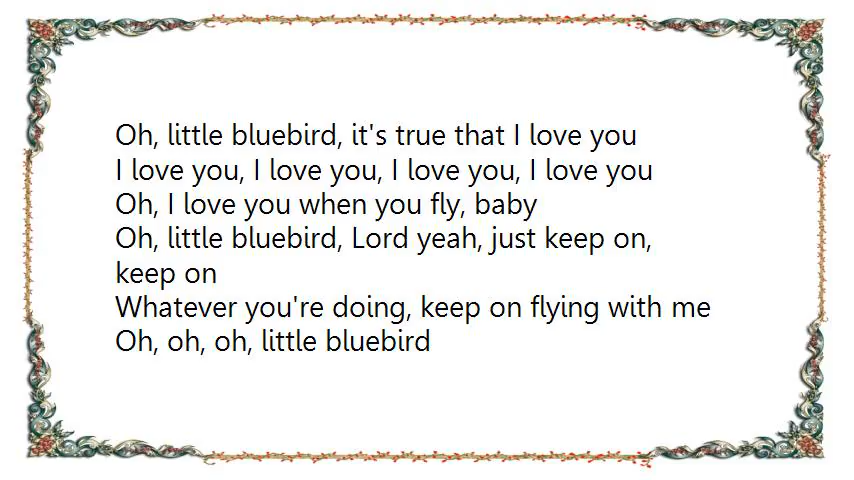 Oh, little bluebird, it's true that I love you
I love you, I love you, I love you, I love you
Oh, I love you when you fly, baby
Oh, little bluebird, Lord yeah, just keep on,
keep on
Whatever you're doing, keep on flying with me
Oh, oh, oh, little bluebird